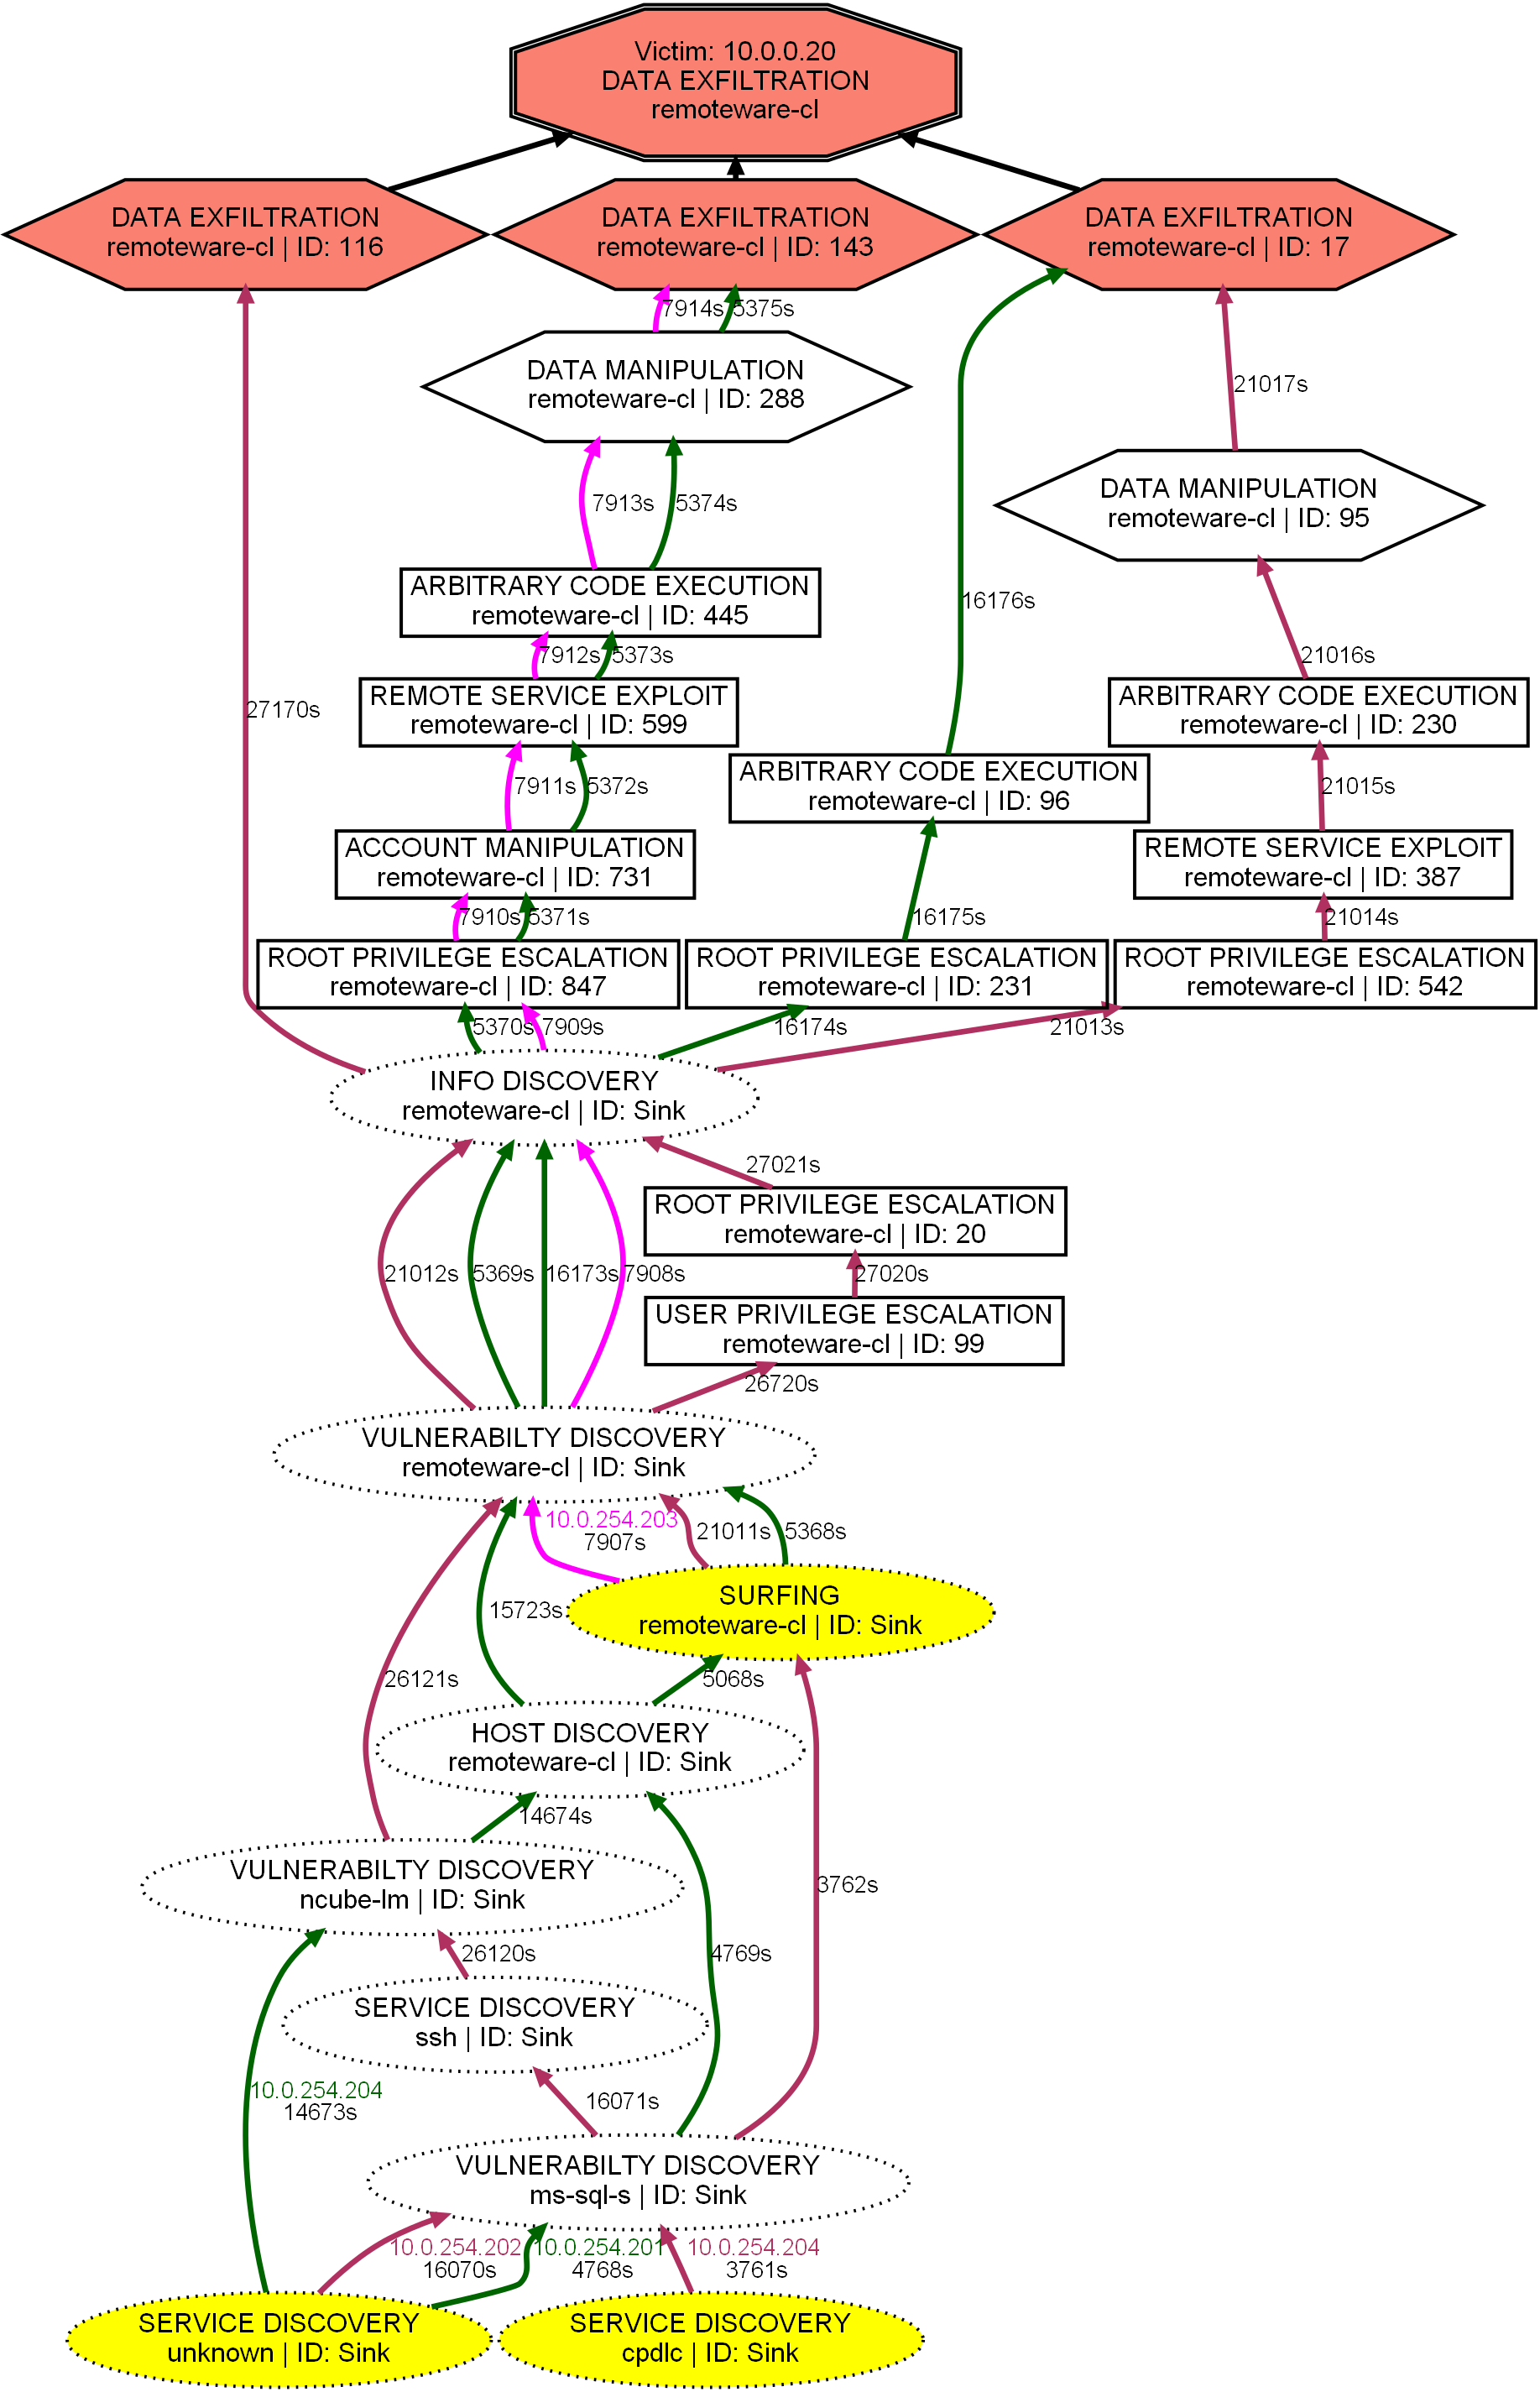 Victim: 10.0.0.20
DATA EXFILTRATION
remoteware-cl
DATA EXFILTRATION
remoteware-cl | ID: 116
DATA EXFILTRATION
remoteware-cl | ID: 143
DATA EXFILTRATION
remoteware-cl | ID: 17
7914s
5375s
DATA MANIPULATION
remoteware-cl | ID: 288
21017s
7913s
5374s
DATA MANIPULATION
remoteware-cl | ID: 95
ARBITRARY CODE EXECUTION
remoteware-cl | ID: 445
16176s
7912s
5373s
21016s
REMOTE SERVICE EXPLOIT
remoteware-cl | ID: 599
ARBITRARY CODE EXECUTION
remoteware-cl | ID: 230
27170s
7911s
5372s
ARBITRARY CODE EXECUTION
remoteware-cl | ID: 96
21015s
ACCOUNT MANIPULATION
remoteware-cl | ID: 731
REMOTE SERVICE EXPLOIT
remoteware-cl | ID: 387
7910s
5371s
16175s
21014s
ROOT PRIVILEGE ESCALATION
remoteware-cl | ID: 847
ROOT PRIVILEGE ESCALATION
remoteware-cl | ID: 231
ROOT PRIVILEGE ESCALATION
remoteware-cl | ID: 542
5370s
7909s
16174s
21013s
INFO DISCOVERY
remoteware-cl | ID: Sink
27021s
ROOT PRIVILEGE ESCALATION
remoteware-cl | ID: 20
21012s
5369s
16173s
7908s
27020s
USER PRIVILEGE ESCALATION
remoteware-cl | ID: 99
26720s
VULNERABILTY DISCOVERY
remoteware-cl | ID: Sink
10.0.254.203
7907s
21011s
5368s
SURFING
remoteware-cl | ID: Sink
15723s
26121s
5068s
HOST DISCOVERY
remoteware-cl | ID: Sink
14674s
VULNERABILTY DISCOVERY
ncube-lm | ID: Sink
3762s
26120s
4769s
SERVICE DISCOVERY
ssh | ID: Sink
10.0.254.204
14673s
16071s
VULNERABILTY DISCOVERY
ms-sql-s | ID: Sink
10.0.254.202
16070s
10.0.254.201
4768s
10.0.254.204
3761s
SERVICE DISCOVERY
unknown | ID: Sink
SERVICE DISCOVERY
cpdlc | ID: Sink